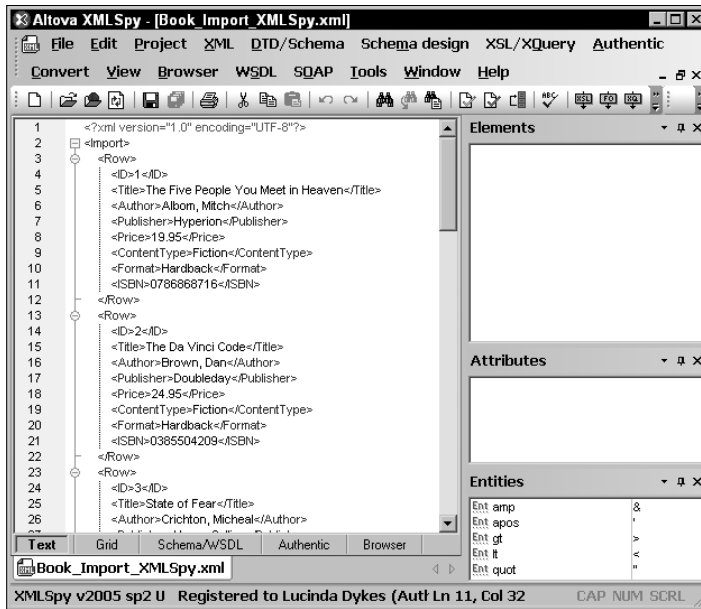 Altova XMLSpy - [Book_Import_XMLSpy.xml]
File Edit Project XML DTD/Schema Schema design XSL/XQuery Authentic
Convert View Browser WSDL SOAP Tools Window Help
ABC XSL FO XQ
1 <?xml version="1.0" encoding="UTF-8"?>
2 <Import>
3 <Row>
4 <ID>1</ID>
5 <Title>The Five People You Meet in Heaven</Title>
6 <Author>Albom, Mitch</Author>
7 <Publisher>Hyperion</Publisher>
8 <Price>19.95</Price>
9 <ContentType>Fiction</ContentType>
10 <Format>Hardback</Format>
11 <ISBN>0786868716</ISBN>
12 </Row>
13 <Row>
14 <ID>2</ID>
15 <Title>The Da Vinci Code</Title>
16 <Author>Brown, Dan</Author>
17 <Publisher>Doubleday</Publisher>
18 <Price>24.95</Price>
19 <ContentType>Fiction</ContentType>
20 <Format>Hardback</Format>
21 <ISBN>0385504209</ISBN>
22 </Row>
23 <Row>
24 <ID>3</ID>
25 <Title>State of Fear</Title>
26 <Author>Crichton, Micheal</Author>
Elements
Attributes
Entities
Ent amp &
Ent apos '
Ent gt >
Ent lt <
Ent quot "
Text Grid Schema/WSDL Authentic Browser
Book_Import_XMLSpy.xml
XMLSpy v2005 sp2 U Registered to Lucinda Dykes (Autł Ln 11, Col 32 CAP NUM SCRL